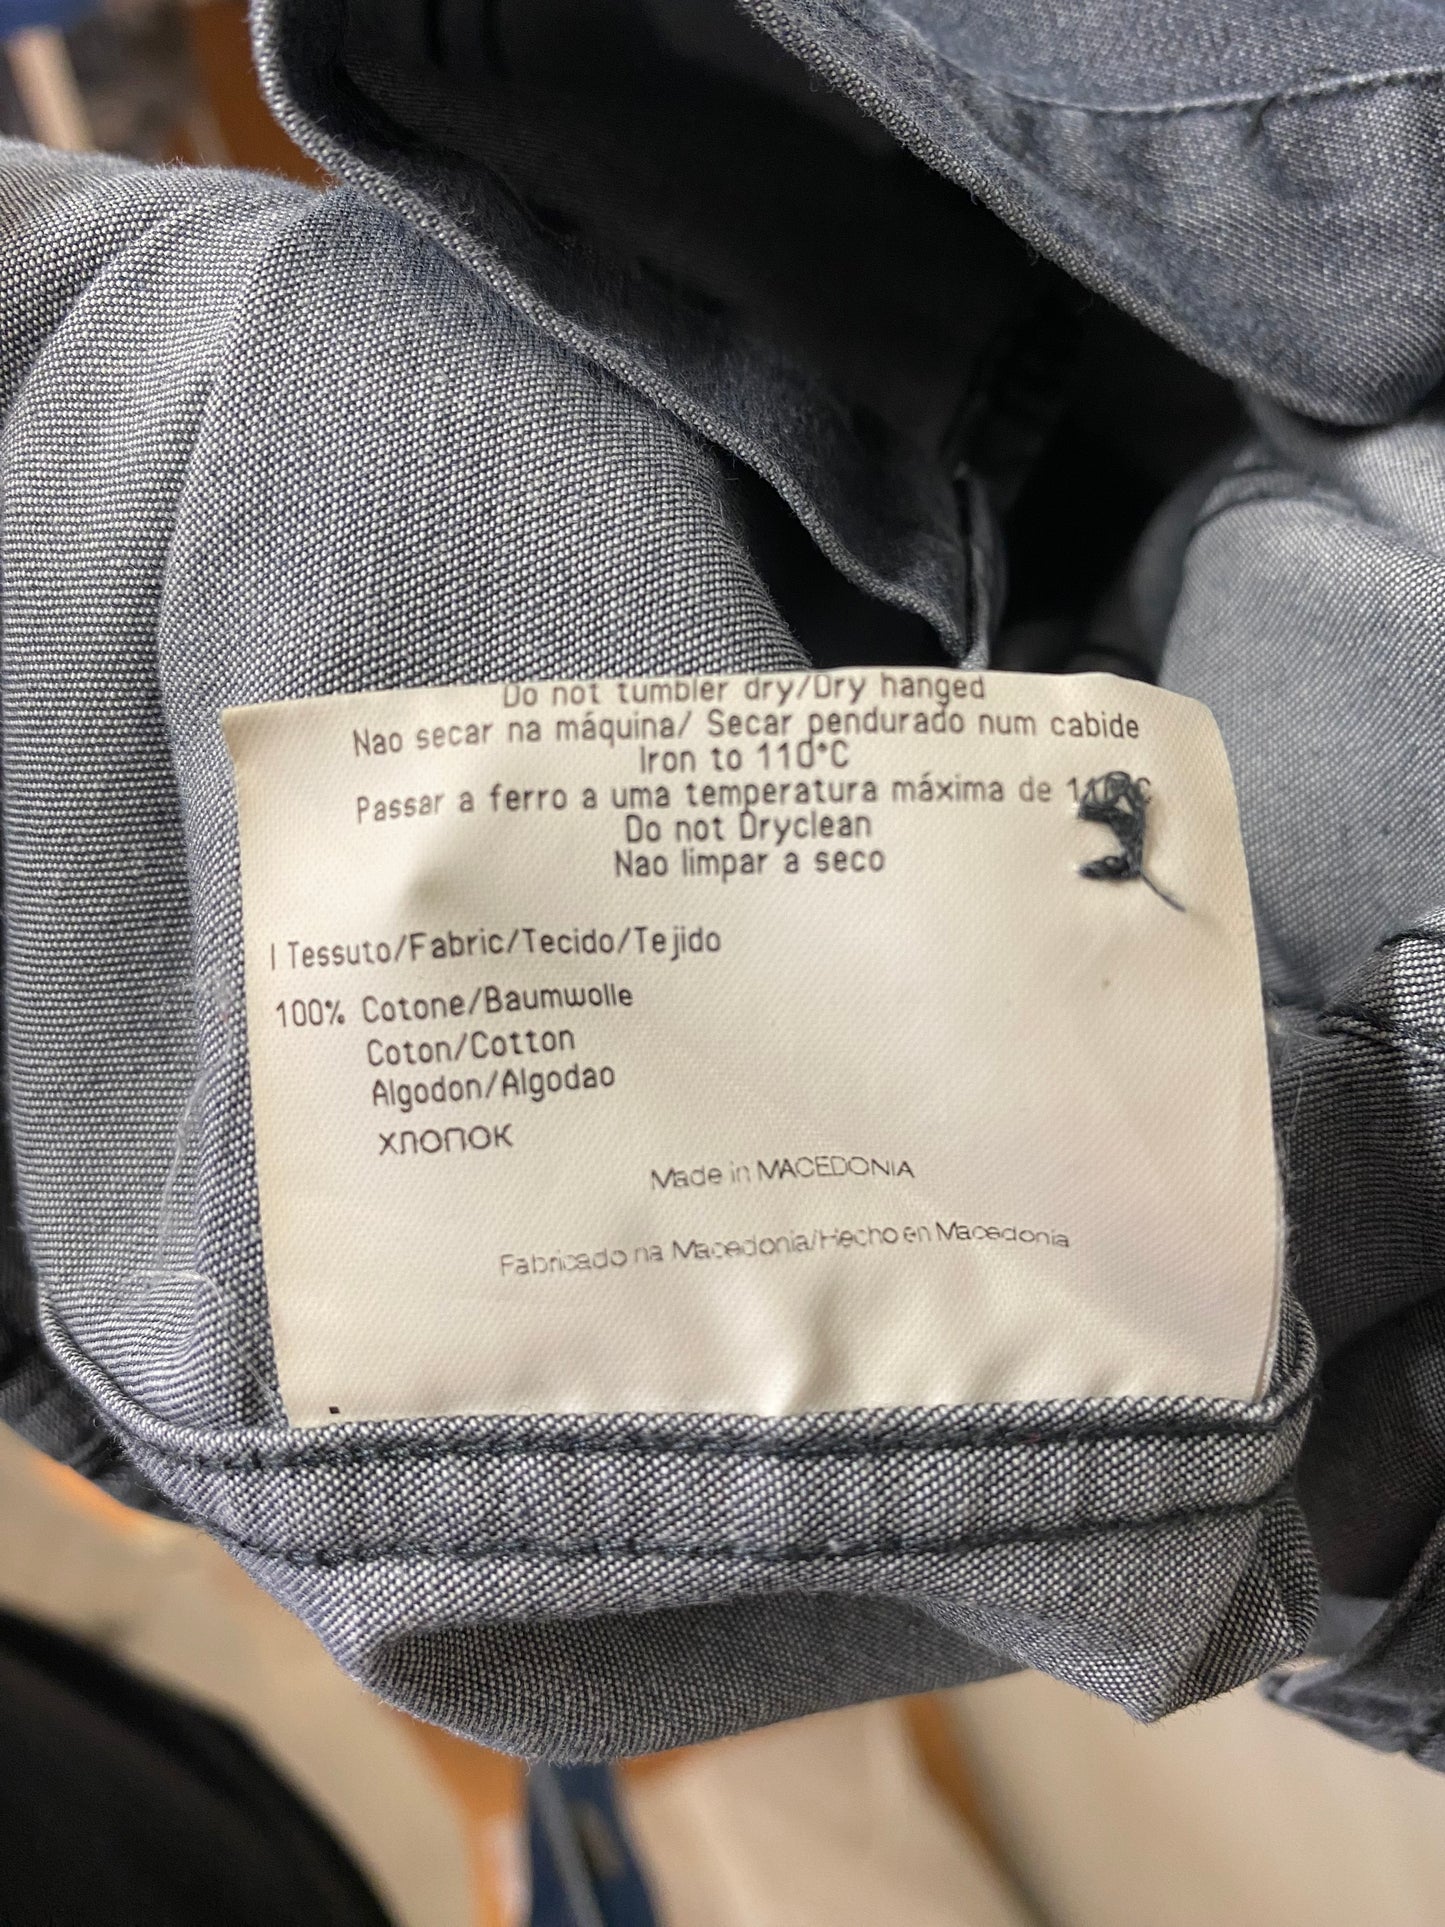 Do not tumbler dry/Dry hanged
Nao secar na máquina/ Secar pendurado num cabide
Iron to 110°C
Passar a ferro a uma temperatura máxima de 110°C
Do not Dryclean
Nao limpar a seco
I Tessuto/Fabric/Tecido/Tejido
100% Cotone/Baumwolle
Coton/Cotton
Algodon/Algodao
ХЛОПОК
Made in MACEDONIA
Fabricado na Macedonia/Hecho en Macedonia